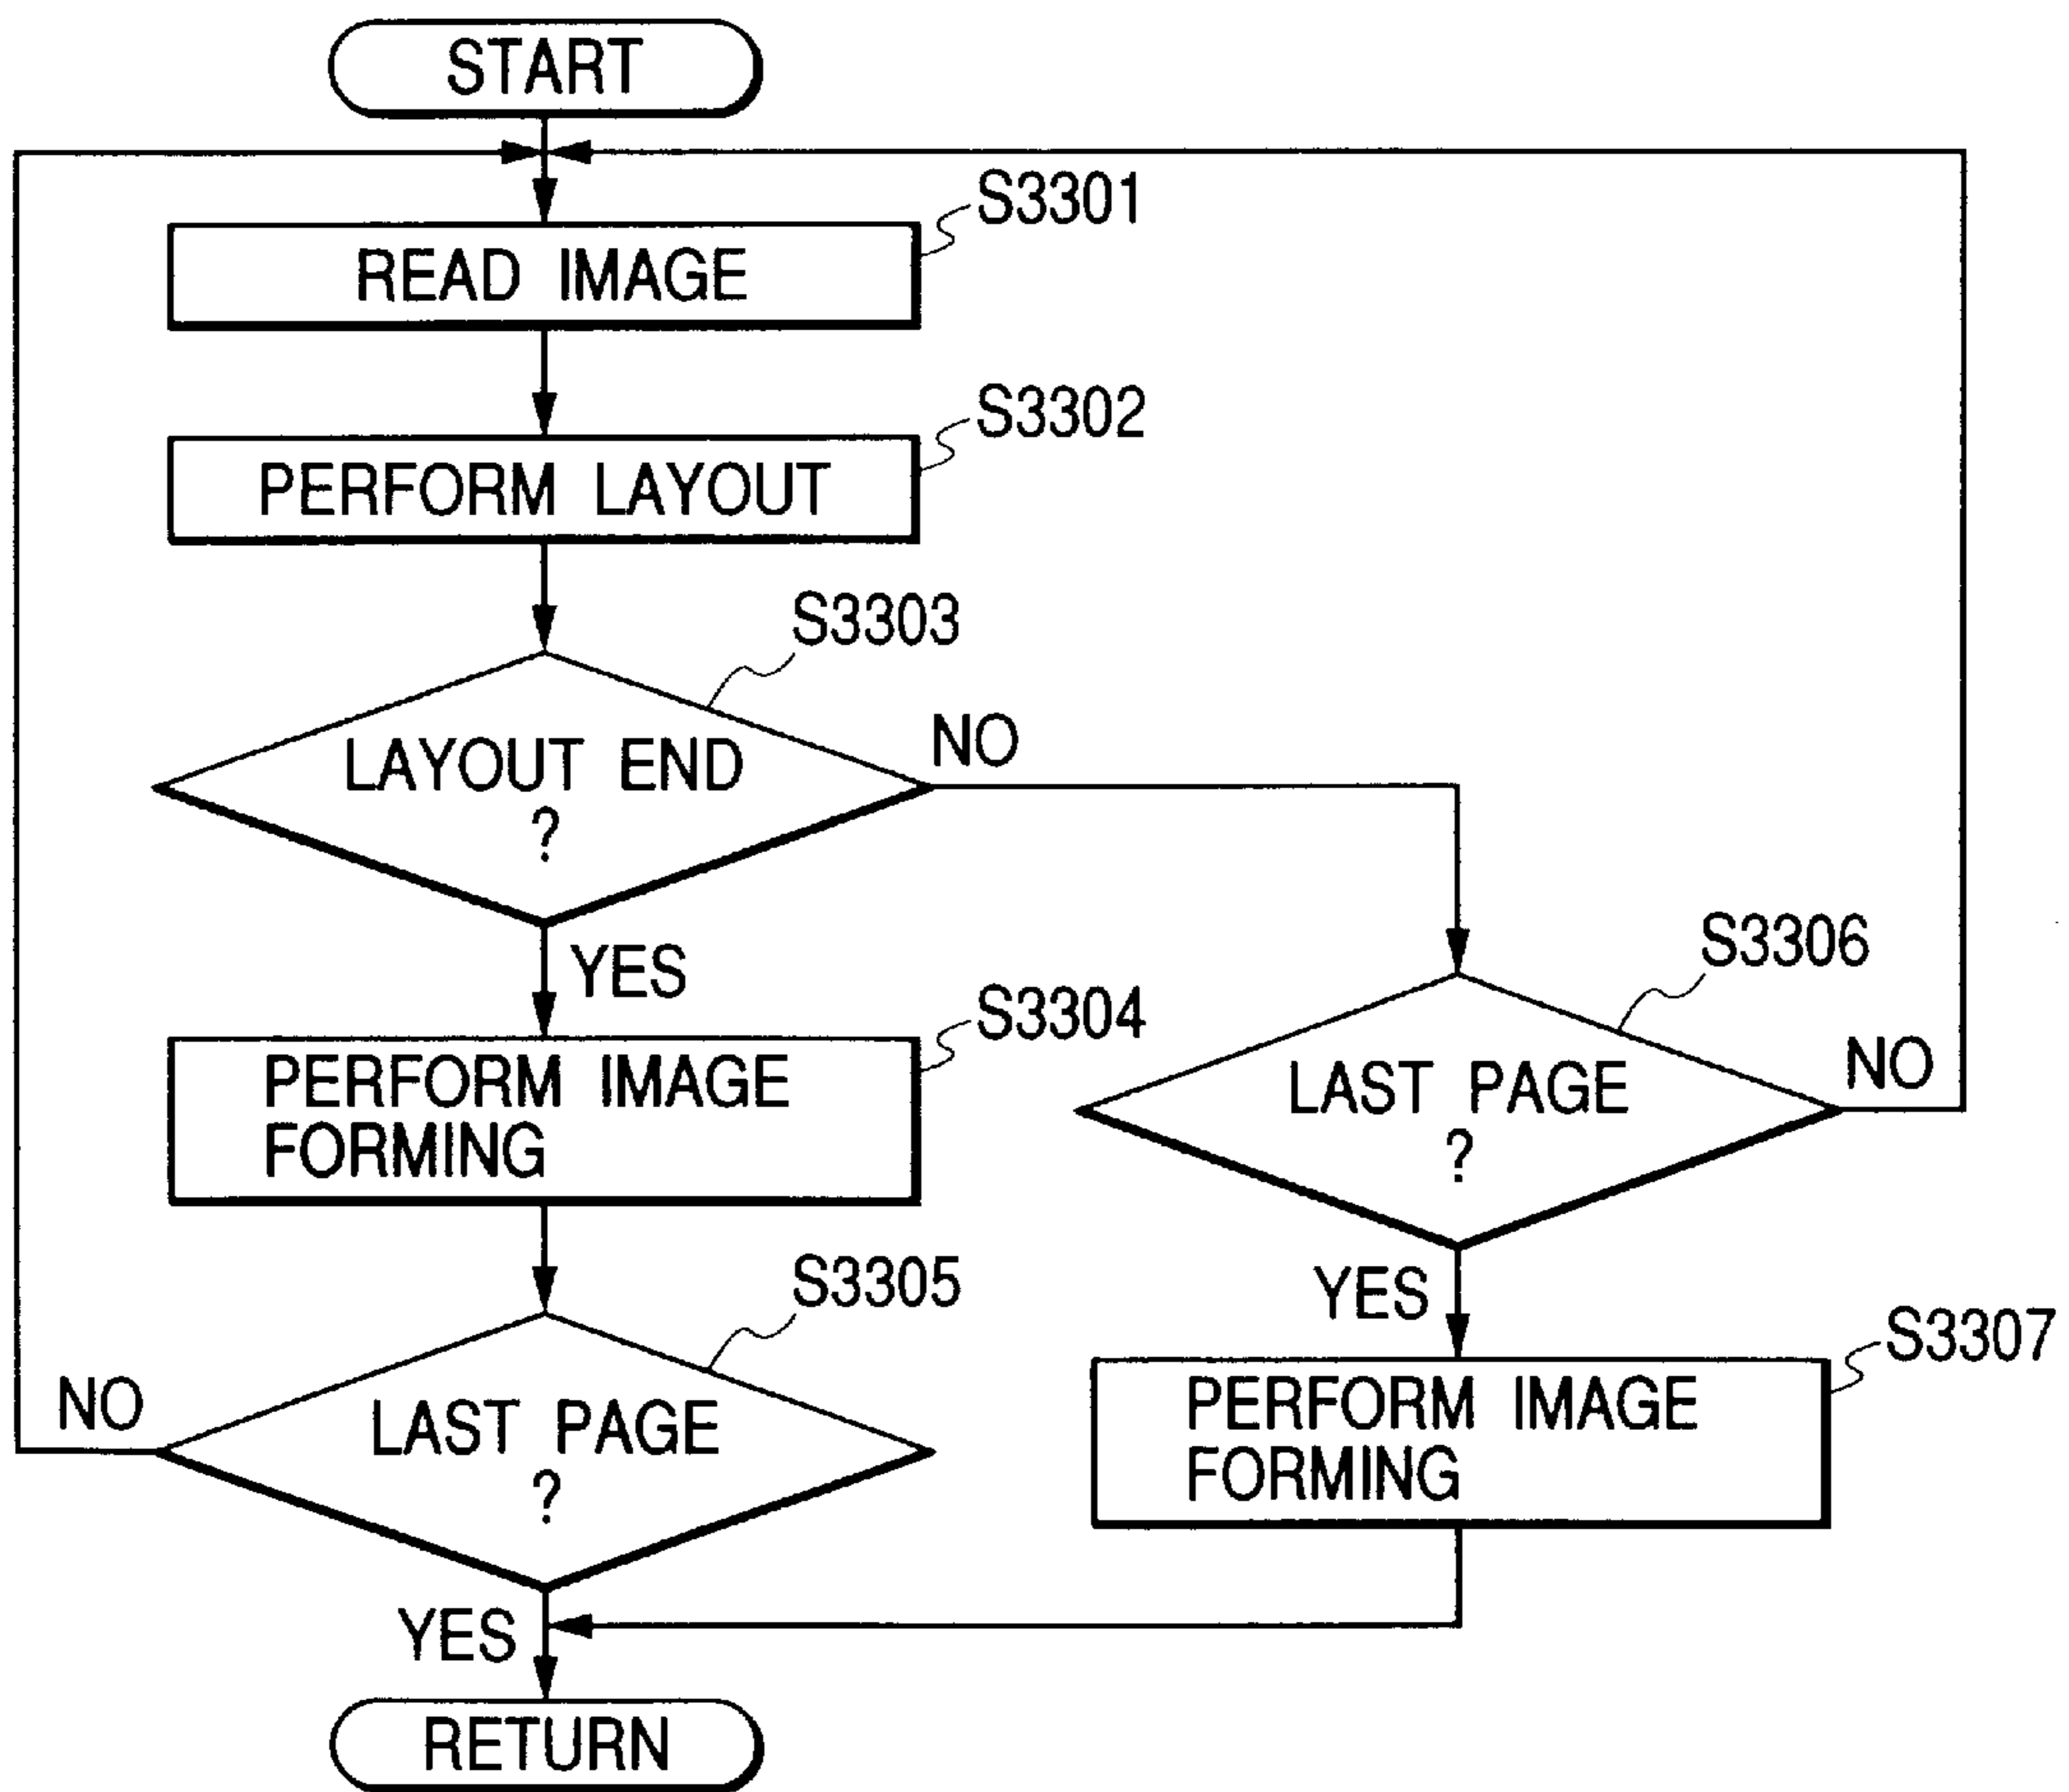 START
S3301
READ IMAGE
S3302
PERFORM LAYOUT
S3303
LAYOUT END
?
NO
YES
S3304
PERFORM IMAGE
FORMING
S3306
LAST PAGE
?
NO
YES
S3305
LAST PAGE
?
NO
YES
S3307
PERFORM IMAGE
FORMING
RETURN